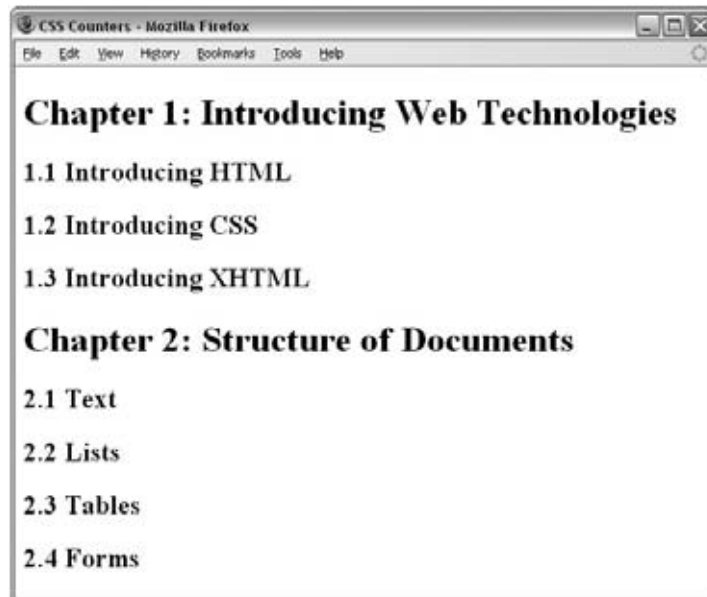 CSS Counters - Mozilla Firefox
File Edit View History Bookmarks Tools Help
Chapter 1: Introducing Web Technologies
1.1 Introducing HTML
1.2 Introducing CSS
1.3 Introducing XHTML
Chapter 2: Structure of Documents
2.1 Text
2.2 Lists
2.3 Tables
2.4 Forms